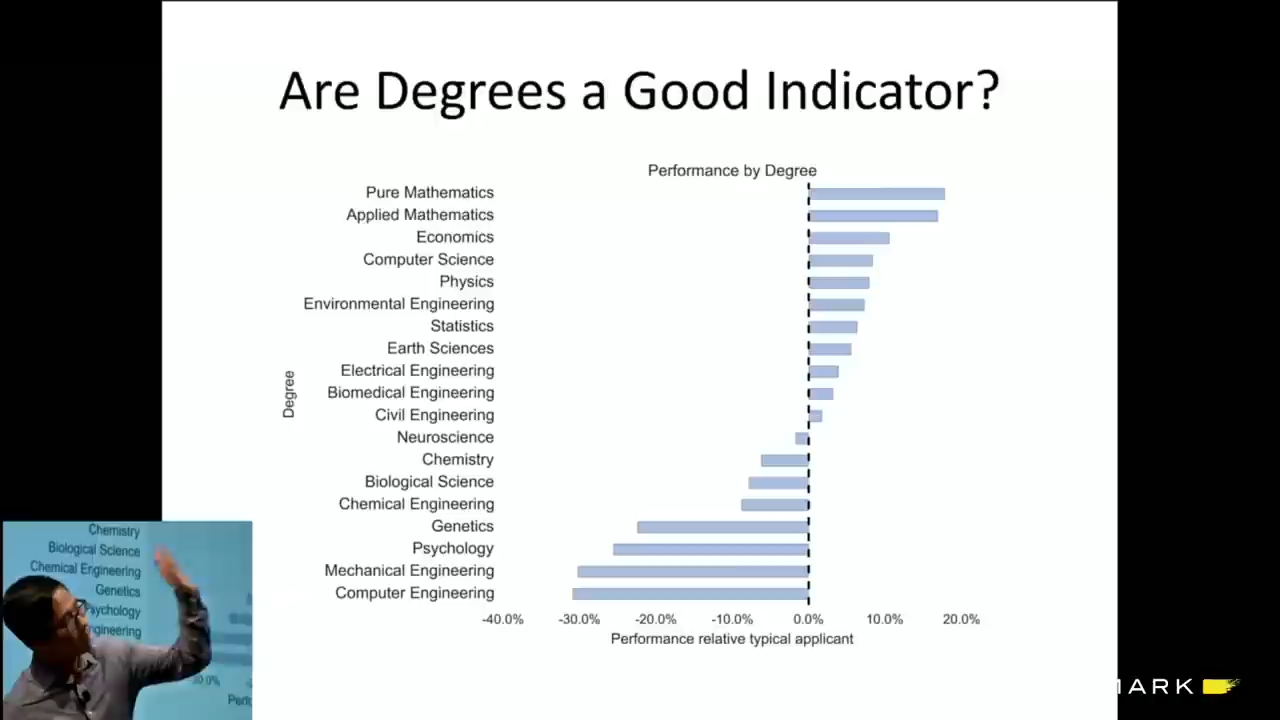 Are Degrees a Good Indicator?
Performance by Degree
Degree
Pure Mathematics
Applied Mathematics
Economics
Computer Science
Physics
Environmental Engineering
Statistics
Earth Sciences
Electrical Engineering
Biomedical Engineering
Civil Engineering
Neuroscience
Chemistry
Biological Science
Chemical Engineering
Genetics
Psychology
Mechanical Engineering
Computer Engineering
-40.0% -30.0% -20.0% -10.0% 0.0% 10.0% 20.0%
Performance relative typical applicant
Chemistry
Biological Science
Chemical Engineering
Genetics
Psychology
ngineering
Perf
MARK